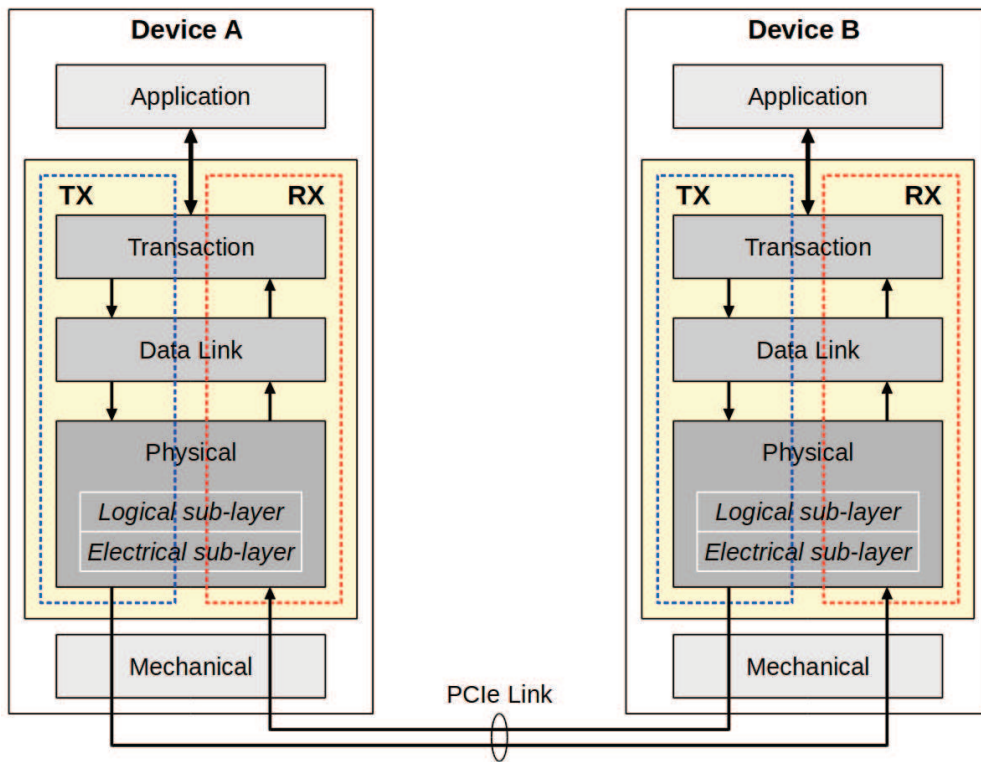 Device A
Application
TX
RX
Transaction
Data Link
Physical
Logical sub-layer
Electrical sub-layer
Mechanical
Device B
Application
TX
RX
Transaction
Data Link
Physical
Logical sub-layer
Electrical sub-layer
Mechanical
PCIe Link